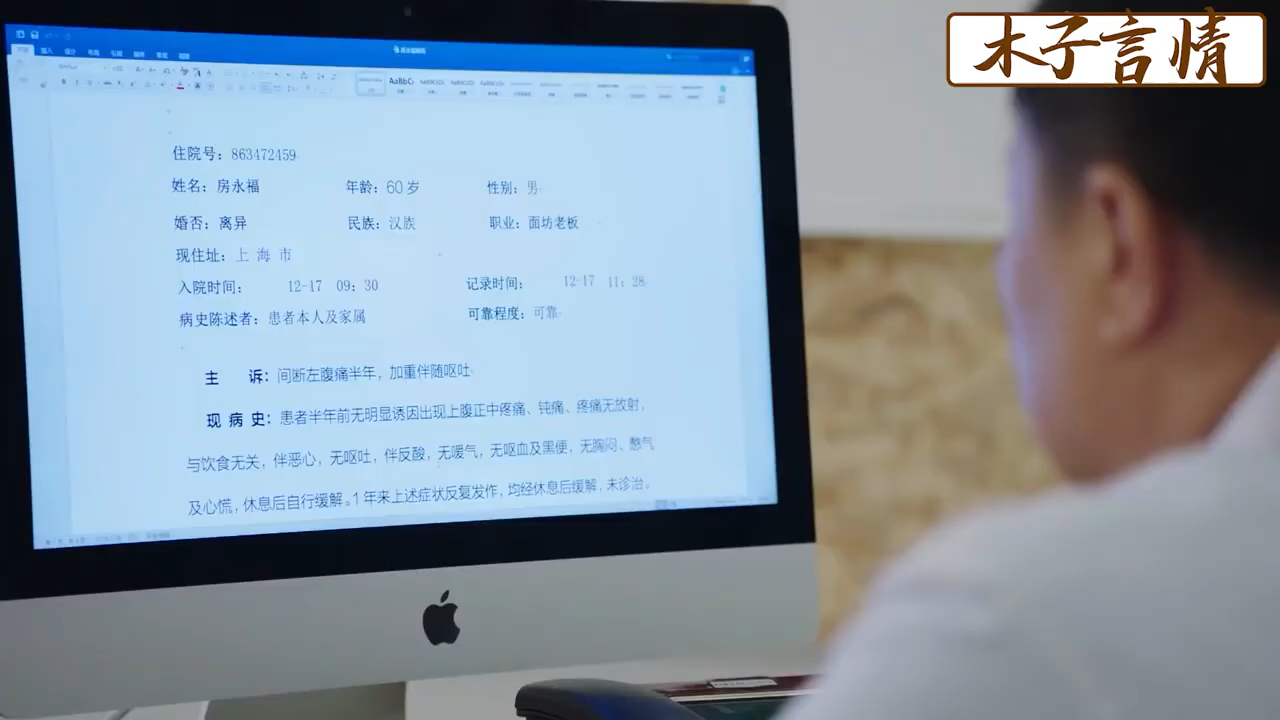 木子言情
AaBbC
住院号：863472459
姓名：房永福 年龄：60 岁 性别：男
婚否：离异 民族：汉族 职业：面坊老板
现住址：上 海 市
入院时间： 12-17 09：30 记录时间： 12-17 11：28
病史陈述者：患者本人及家属 可靠程度：可靠
主 诉：间断左腹痛半年，加重伴随呕吐
现 病 史：患者半年前无明显诱因出现上腹正中疼痛、钝痛、疼痛无放射，
与饮食无关，伴恶心，无呕吐，伴反酸，无嗳气，无呕血及黑便，无胸闷、憋气
及心慌，休息后自行缓解。1 年来上述症状反复发作，均经休息后缓解，未诊治。